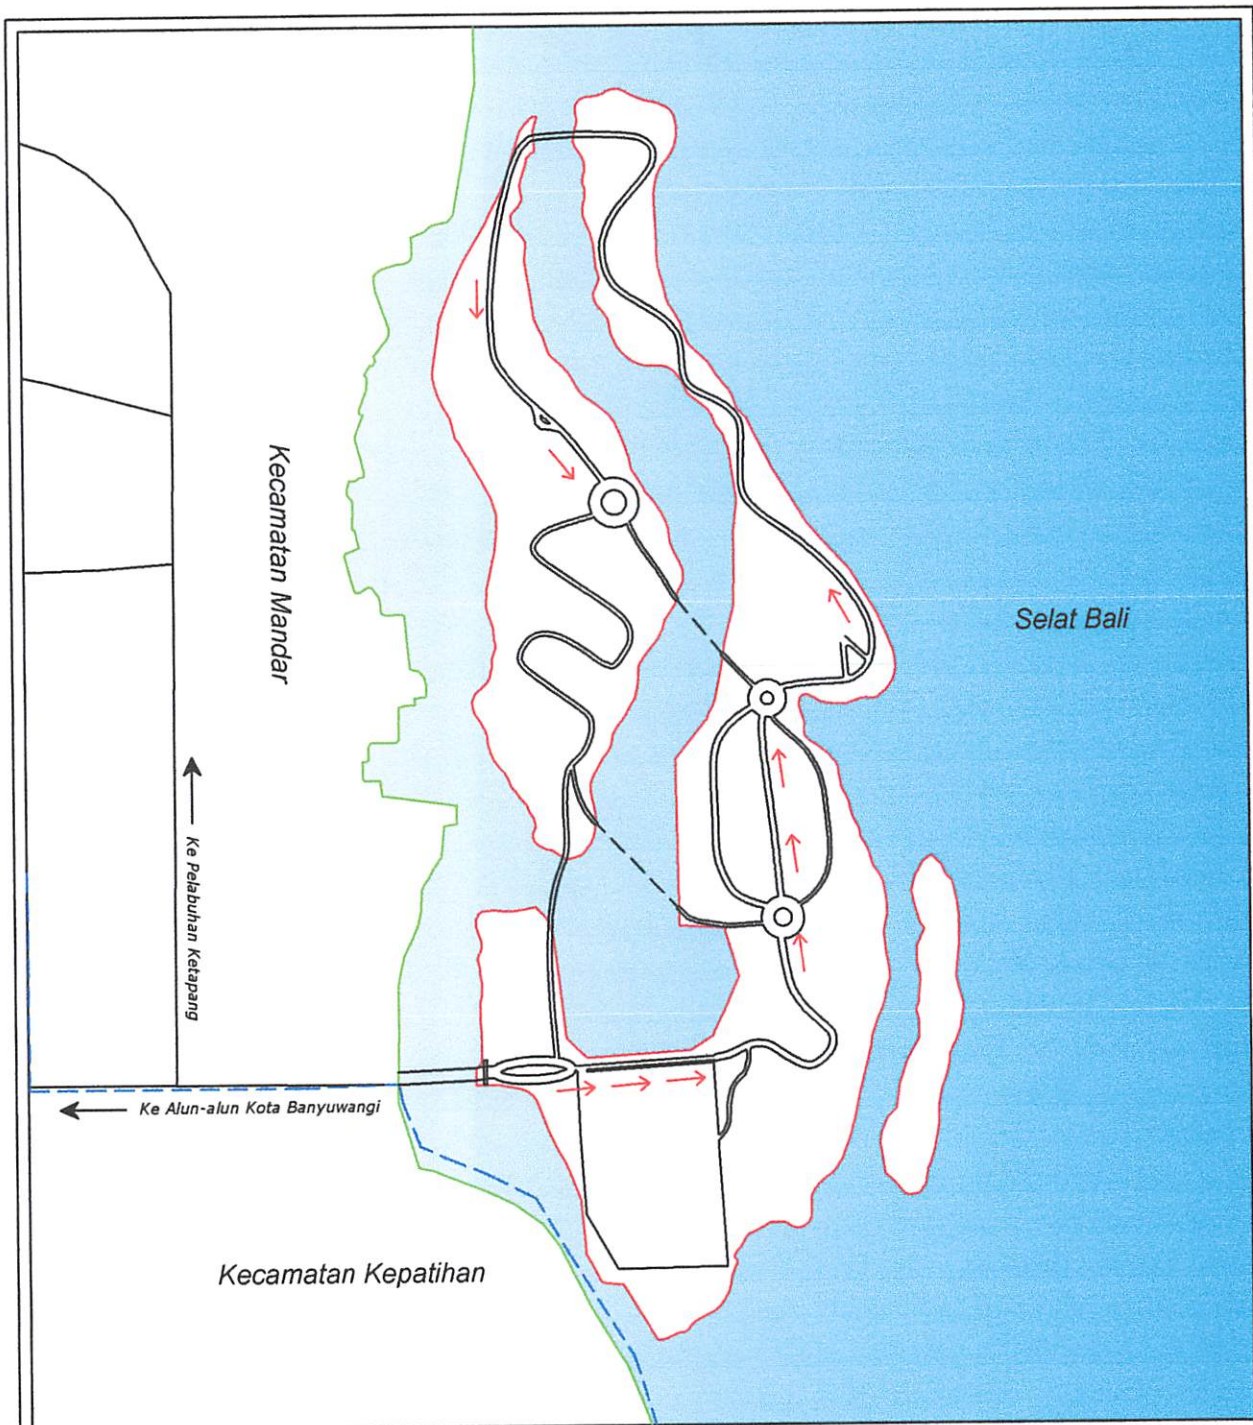 Kecamatan Mandar
Selat Bali
Ke Pelabuhan Ketapang
Ke Alun-alun Kota Banyuwangi
Kecamatan Kepatihan